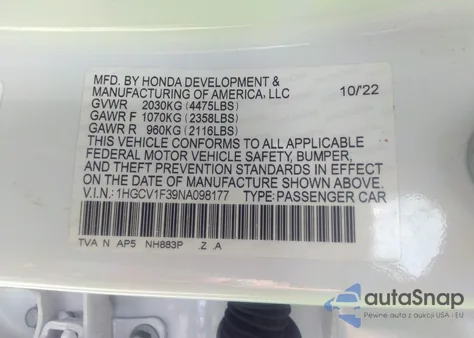 MFD. BY HONDA DEVELOPMENT &
MANUFACTURING OF AMERICA, LLC 10/22
GVWR 2030KG (4475LBS)
GAWR F 1070KG (2358LBS)
GAWR R 960KG (2116LBS)
THIS VEHICLE CONFORMS TO ALL APPLICABLE
FEDERAL MOTOR VEHICLE SAFETY, BUMPER,
AND THEFT PREVENTION STANDARDS IN EFFECT
ON THE DATE OF MANUFACTURE SHOWN ABOVE.
V.I.N.: 1HGCV1F39NA098177 TYPE: PASSENGER CAR
TVA N AP5 NH883P .Z .A
autoSnap
Pewne auta z aukcji USA i EU